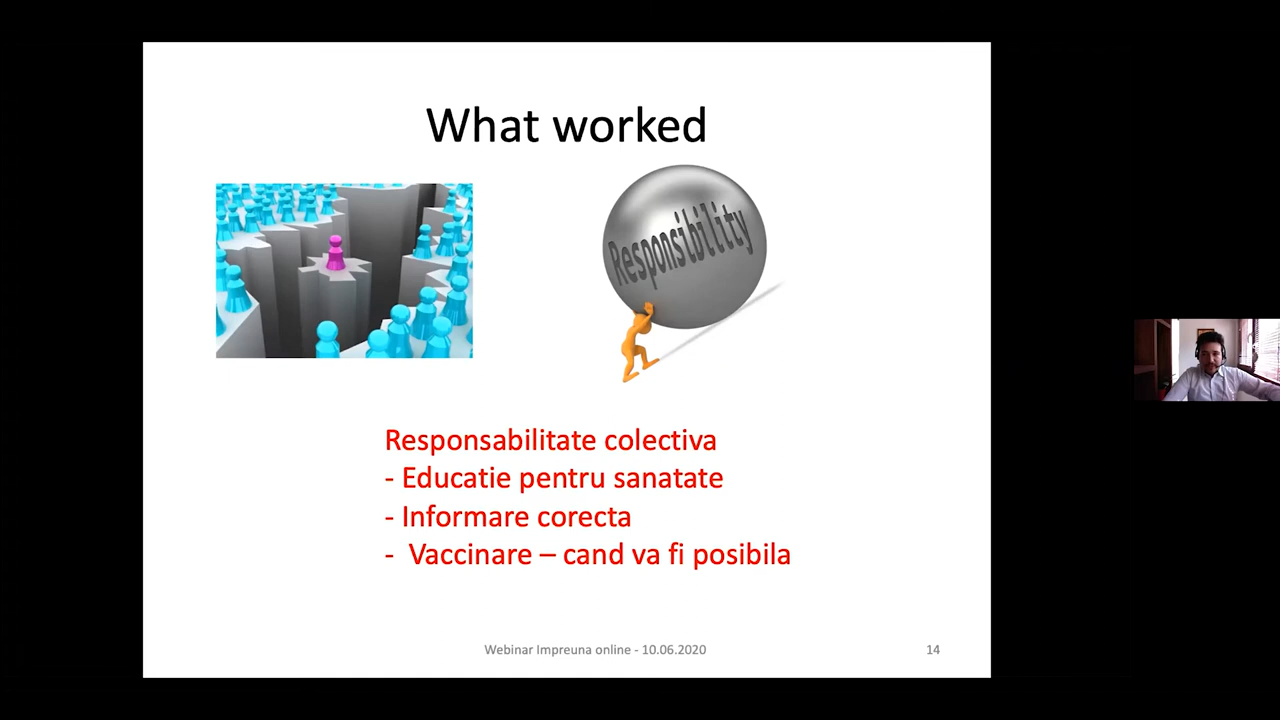 What worked
Responsibility
Responsabilitate colectiva
- Educatie pentru sanatate
- Informare corecta
- Vaccinare – cand va fi posibila
Webinar Impreuna online - 10.06.2020
14